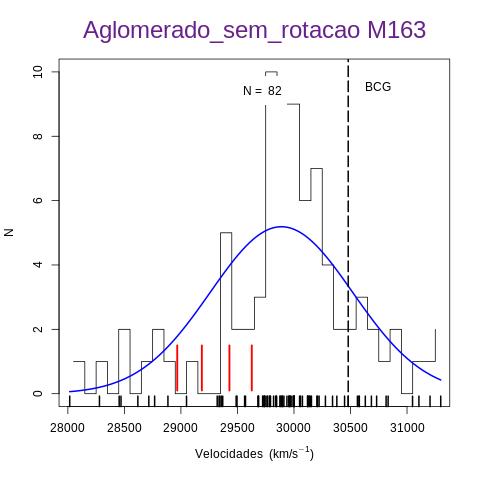 Aglomerado_sem_rotacao M163
N = 82
BCG
N
10
8
6
4
2
0
28000 28500 29000 29500 30000 30500 31000
Velocidades (km/s⁻¹)